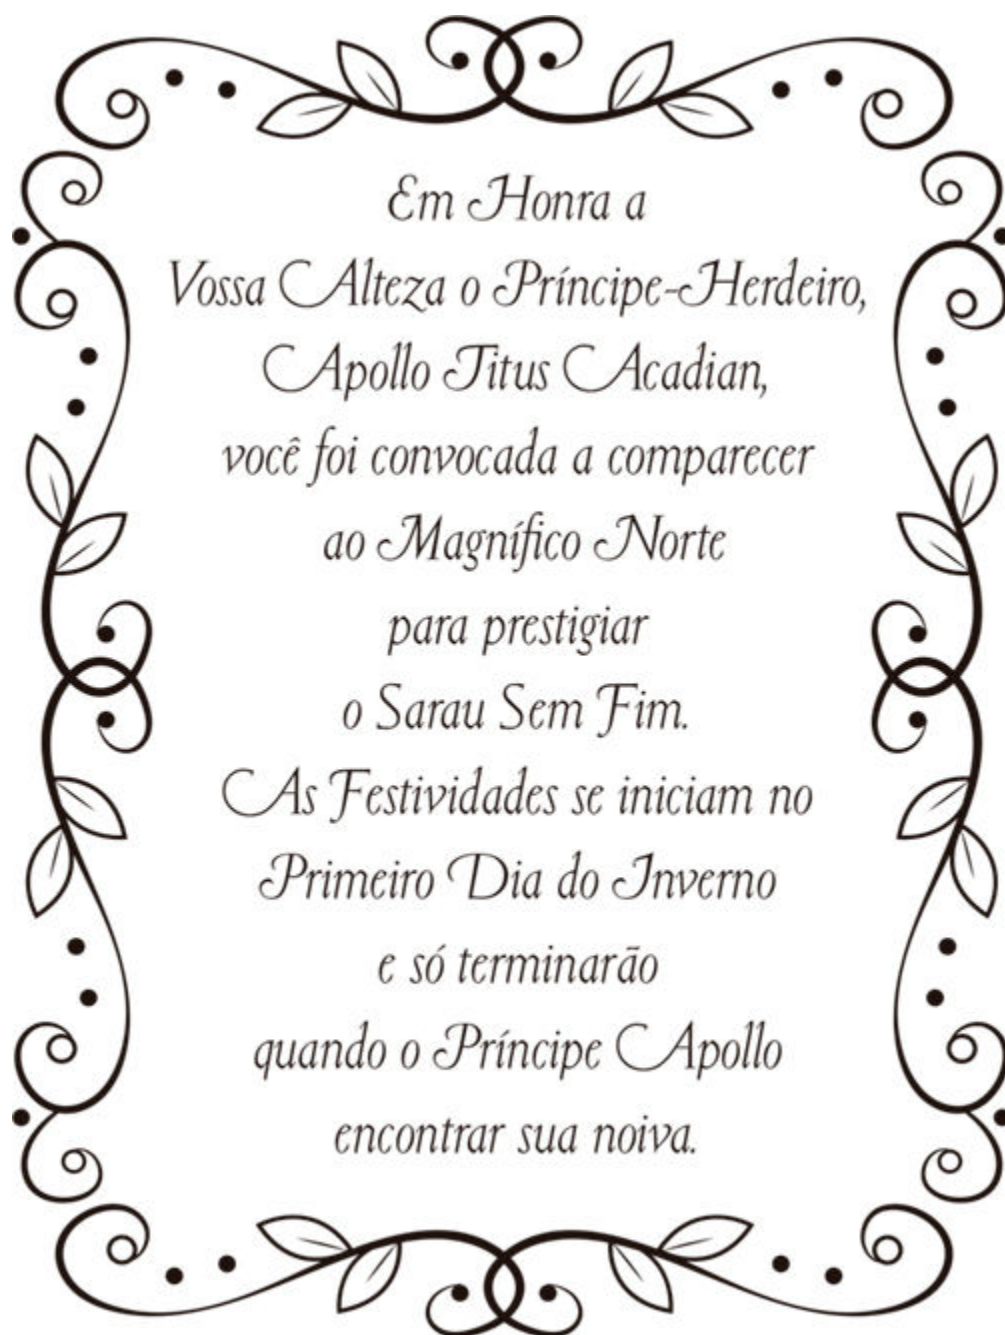 Em Honra a
Vossa Alteza o Príncipe-Herdeiro,
Apollo Titus Acadian,
você foi convocada a comparecer
ao Magnífico Norte
para prestigiar
o Sarau Sem Fim.
As Festividades se iniciam no
Primeiro Dia do Inverno
e só terminarão
quando o Príncipe Apollo
encontrar sua noiva.